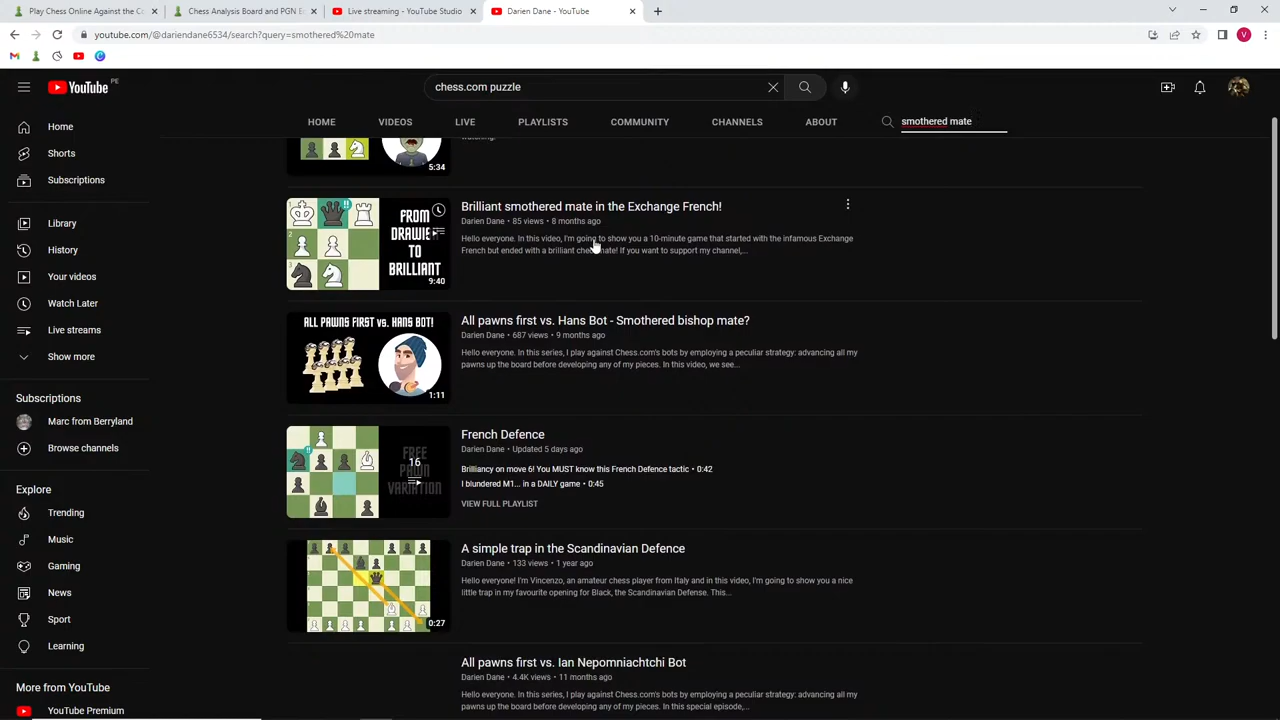 Play Chess Online Against the Co
Chess Analysis Board and PGN E
Live streaming - YouTube Studio
Darien Dane - YouTube
youtube.com/@dariendane6534/search?query=smothered%20mate
V
YouTube PE
chess.com puzzle
HOME
VIDEOS
LIVE
PLAYLISTS
COMMUNITY
CHANNELS
ABOUT
smothered mate
Home
Shorts
Subscriptions
Library
History
Your videos
Watch Later
Live streams
Show more
Subscriptions
Marc from Berryland
Browse channels
Explore
Trending
Music
Gaming
News
Sport
Learning
More from YouTube
YouTube Premium
watching.
5:34
FROM
DRAWISH
TO
BRILLIANT
9:40
Brilliant smothered mate in the Exchange French!
Darien Dane • 85 views • 8 months ago
Hello everyone. In this video, I'm going to show you a 10-minute game that started with the infamous Exchange
French but ended with a brilliant checkmate! If you want to support my channel,...
ALL PAWNS FIRST vs. HANS BOT!
1:11
All pawns first vs. Hans Bot - Smothered bishop mate?
Darien Dane • 687 views • 9 months ago
Hello everyone. In this series, I play against Chess.com's bots by employing a peculiar strategy: advancing all my
pawns up the board before developing any of my pieces. In this video, we see...
FREE
PAWN
VARIATION
16
French Defence
Darien Dane • Updated 5 days ago
Brilliancy on move 6! You MUST know this French Defence tactic • 0:42
I blundered M1... in a DAILY game • 0:45
VIEW FULL PLAYLIST
0:27
A simple trap in the Scandinavian Defence
Darien Dane • 133 views • 1 year ago
Hello everyone! I'm Vincenzo, an amateur chess player from Italy and in this video, I'm going to show you a nice
little trap in my favourite opening for Black, the Scandinavian Defense. This...
All pawns first vs. Ian Nepomniachtchi Bot
Darien Dane • 4.4K views • 11 months ago
Hello everyone. In this series, I play against Chess.com's bots by employing a peculiar strategy: advancing all my
pawns up the board before developing any of my pieces. In this special episode,...